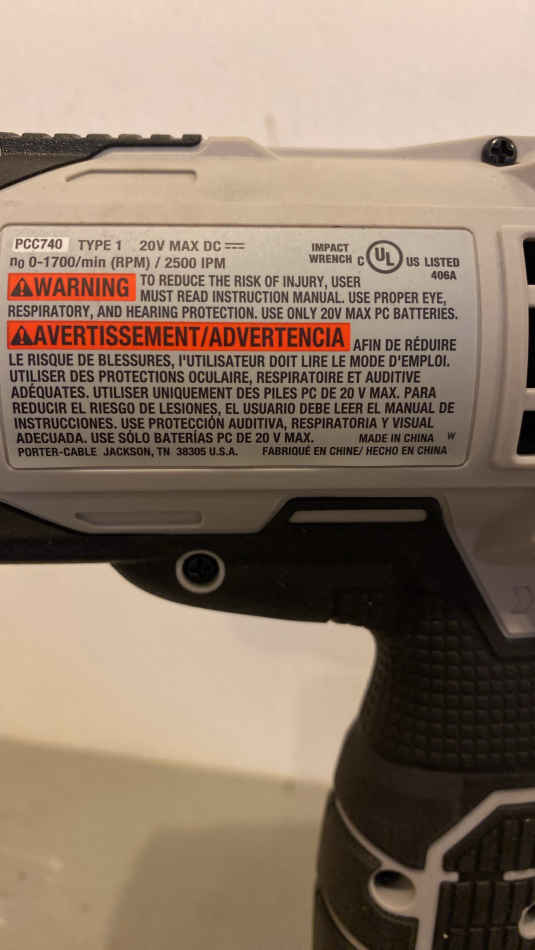 PCC740 TYPE 1 20V MAX DC
n0 0-1700/min (RPM) / 2500 IPM
IMPACT
WRENCH
C UL US LISTED
406A
WARNING TO REDUCE THE RISK OF INJURY, USER
MUST READ INSTRUCTION MANUAL. USE PROPER EYE,
RESPIRATORY, AND HEARING PROTECTION. USE ONLY 20V MAX PC BATTERIES.
AVERTISSEMENT/ADVERTENCIA AFIN DE RÉDUIRE
LE RISQUE DE BLESSURES, l'UTILISATEUR DOIT LIRE LE MODE D'EMPLOI.
UTILISER DES PROTECTIONS OCULAIRE, RESPIRATOIRE ET AUDITIVE
ADÉQUATES. UTILISER UNIQUEMENT DES PILES PC DE 20 V MAX. PARA
REDUCIR EL RIESGO DE LESIONES, EL USUARIO DEBE LEER EL MANUAL DE
INSTRUCCIONES. USE PROTECCIÓN AUDITIVA, RESPIRATORIA Y VISUAL
ADECUADA. USE SÓLO BATERÍAS PC DE 20 V MAX. MADE IN CHINA W
PORTER-CABLE JACKSON, TN 38305 U.S.A. FABRIQUÉ EN CHINE/ HECHO EN CHINA